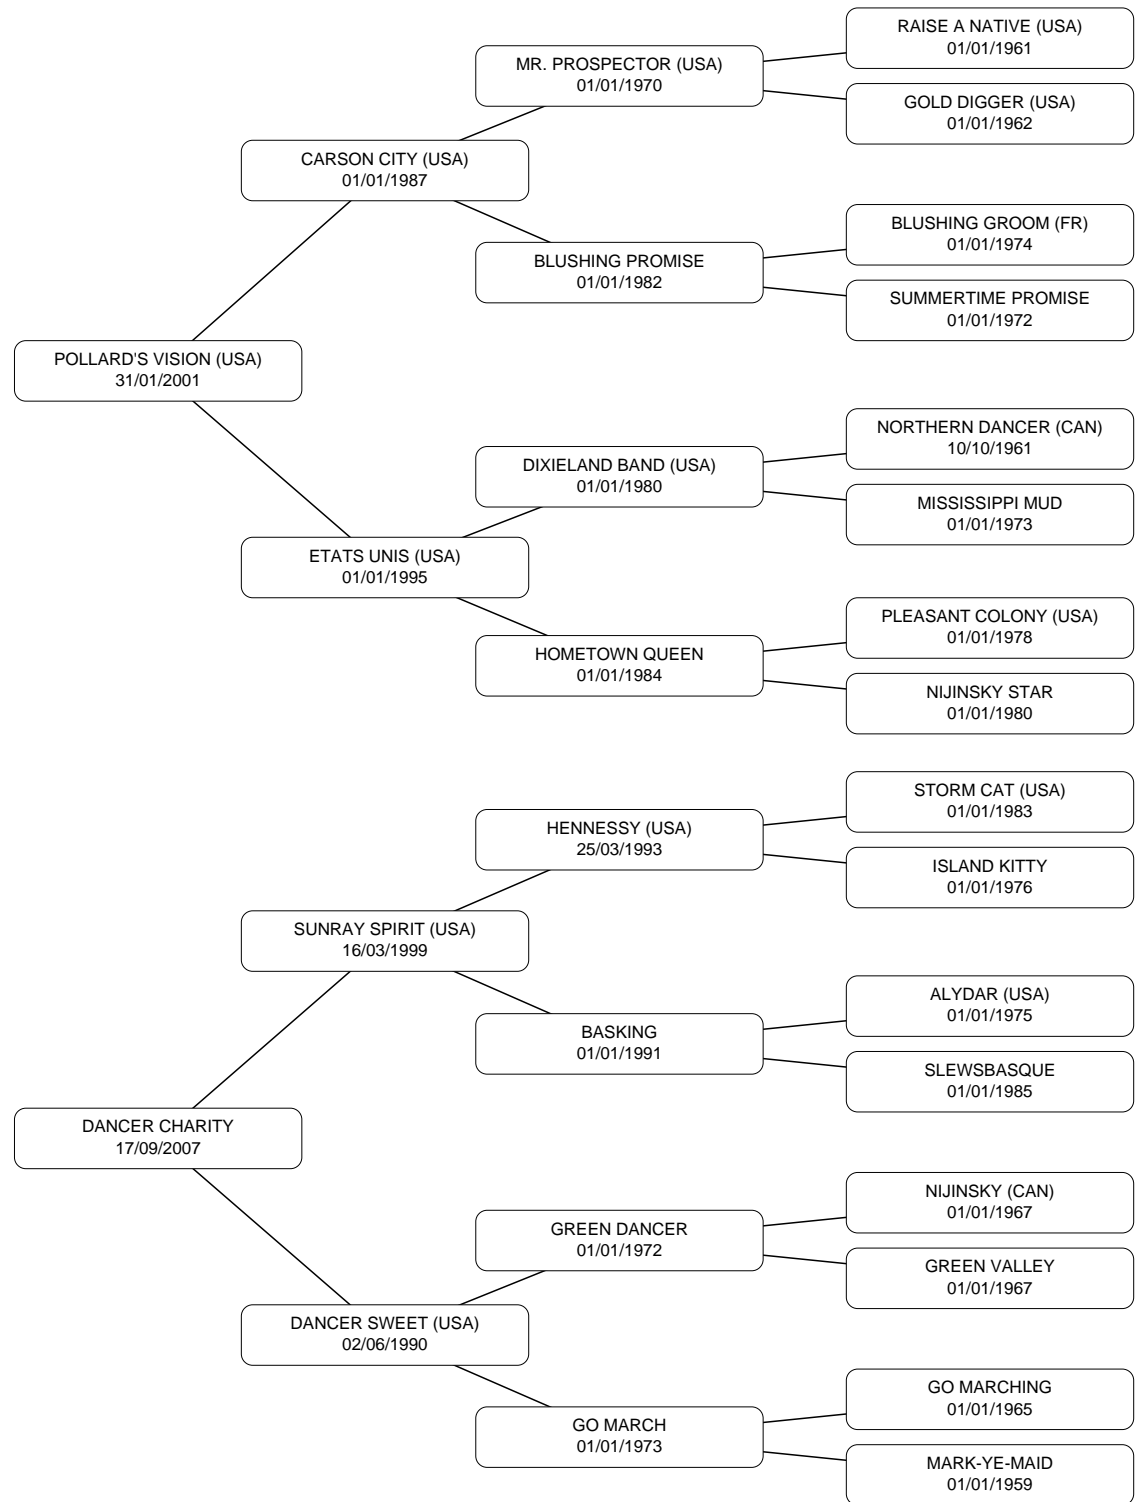 RAISE A NATIVE (USA)
01/01/1961
MR. PROSPECTOR (USA)
01/01/1970
GOLD DIGGER (USA)
01/01/1962
CARSON CITY (USA)
01/01/1987
BLUSHING GROOM (FR)
01/01/1974
BLUSHING PROMISE
01/01/1982
SUMMERTIME PROMISE
01/01/1972
POLLARD'S VISION (USA)
31/01/2001
NORTHERN DANCER (CAN)
10/10/1961
DIXIELAND BAND (USA)
01/01/1980
MISSISSIPPI MUD
01/01/1973
ETATS UNIS (USA)
01/01/1995
PLEASANT COLONY (USA)
01/01/1978
HOMETOWN QUEEN
01/01/1984
NIJINSKY STAR
01/01/1980
STORM CAT (USA)
01/01/1983
HENNESSY (USA)
25/03/1993
ISLAND KITTY
01/01/1976
SUNRAY SPIRIT (USA)
16/03/1999
ALYDAR (USA)
01/01/1975
BASKING
01/01/1991
SLEWSBASQUE
01/01/1985
DANCER CHARITY
17/09/2007
NIJINSKY (CAN)
01/01/1967
GREEN DANCER
01/01/1972
GREEN VALLEY
01/01/1967
DANCER SWEET (USA)
02/06/1990
GO MARCHING
01/01/1965
GO MARCH
01/01/1973
MARK-YE-MAID
01/01/1959